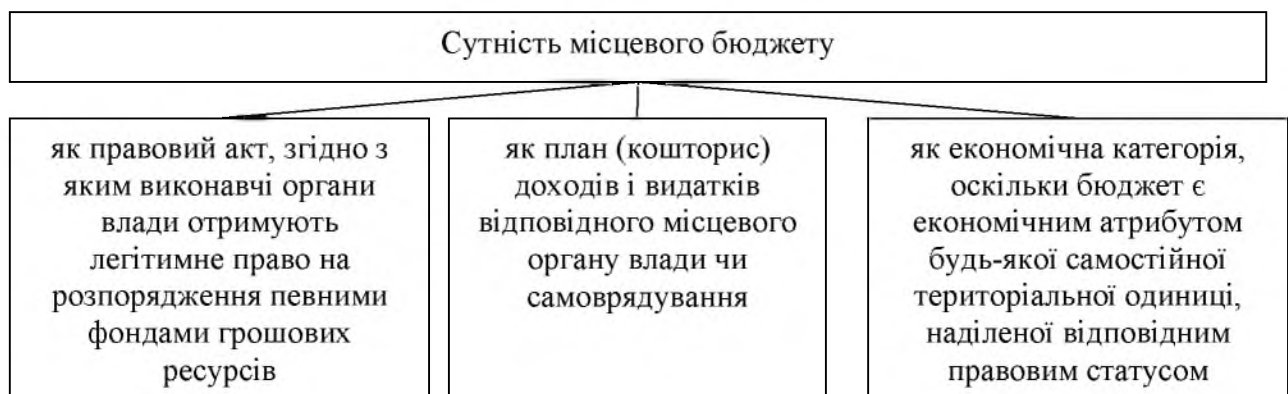 Сутність місцевого бюджету
як правовий акт, згідно з
яким виконавчі органи
влади отримують
легітимне право на
розпорядження певними
фондами грошових
ресурсів
як план (кошторис)
доходів і видатків
відповідного місцевого
органу влади чи
самоврядування
як економічна категорія,
оскільки бюджет є
економічним атрибутом
будь-якої самостійної
територіальної одиниці,
наділеної відповідним
правовим статусом